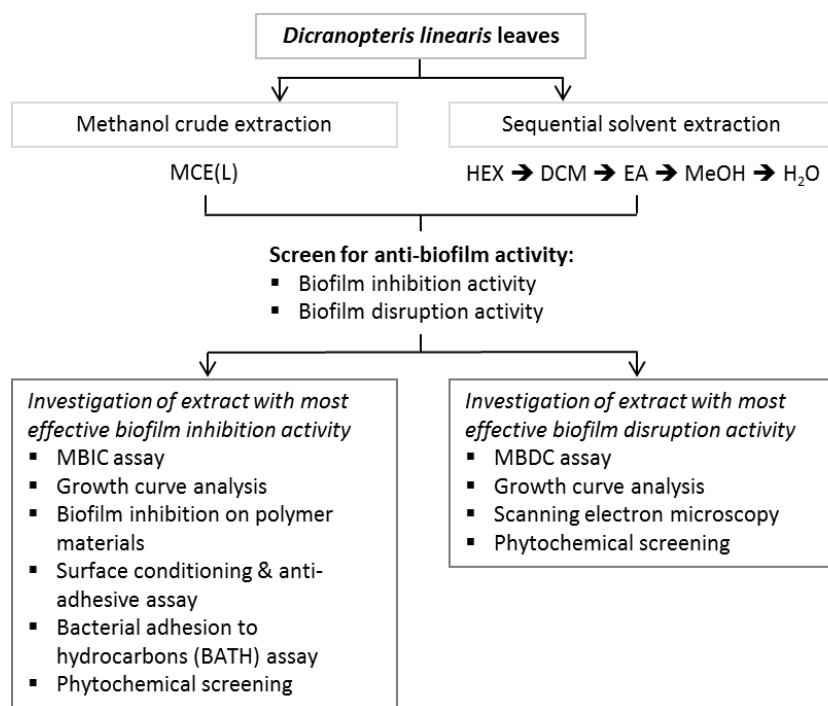 Dicranopteris linearis leaves
Methanol crude extraction
Sequential solvent extraction
MCE(L)
HEX ➔ DCM ➔ EA ➔ MeOH ➔ H₂O
Screen for anti-biofilm activity:
▪ Biofilm inhibition activity
▪ Biofilm disruption activity
Investigation of extract with most
effective biofilm inhibition activity
▪ MBIC assay
▪ Growth curve analysis
▪ Biofilm inhibition on polymer
materials
▪ Surface conditioning & anti-
adhesive assay
▪ Bacterial adhesion to
hydrocarbons (BATH) assay
▪ Phytochemical screening
Investigation of extract with most
effective biofilm disruption activity
▪ MBDC assay
▪ Growth curve analysis
▪ Scanning electron microscopy
▪ Phytochemical screening